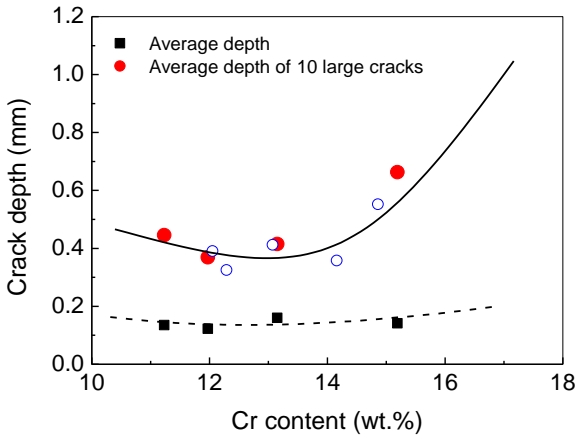 1.2
Average depth
Average depth of 10 large cracks
1.0
0.8
0.6
0.4
0.2
0.0
Crack depth (mm)
10 12 14 16 18
Cr content (wt.%)